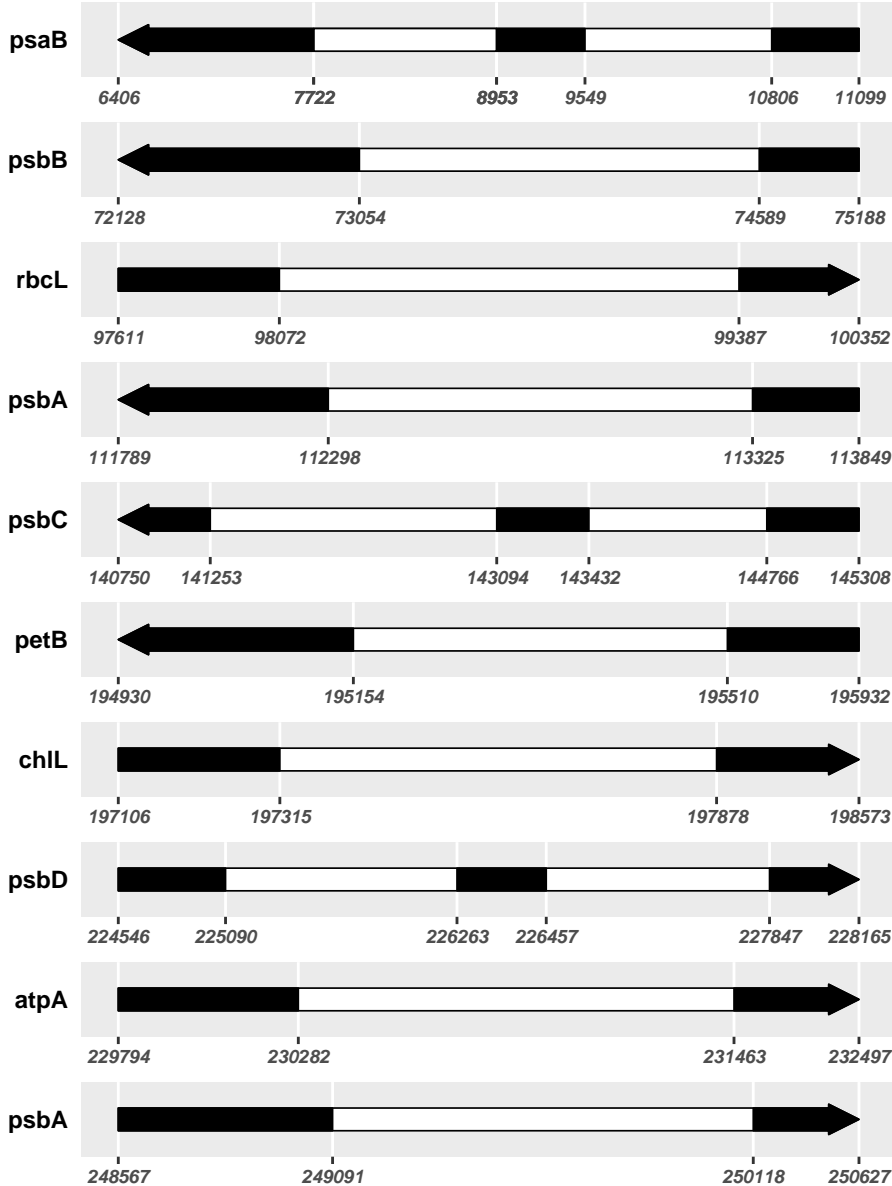 psaB
6406 7722 8953 9549 10806 11099
psbB
72128 73054 74589 75188
rbcL
97611 98072 99387 100352
psbA
111789 112298 113325 113849
psbC
140750 141253 143094 143432 144766 145308
petB
194930 195154 195510 195932
chlL
197106 197315 197878 198573
psbD
224546 225090 226263 226457 227847 228165
atpA
229794 230282 231463 232497
psbA
248567 249091 250118 250627